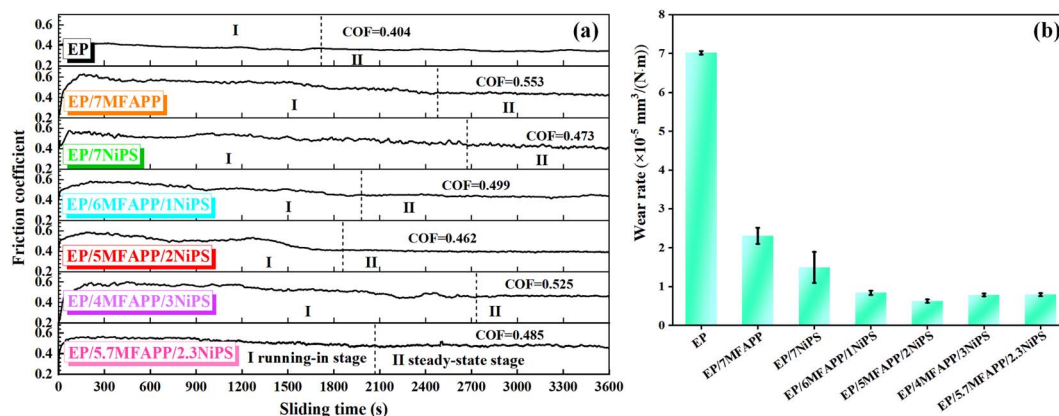 (a)
Friction coefficient
0.6
0.4
0.2
EP
I
COF=0.404
II
0.6
0.4
0.2
EP/7MFAPP
I
COF=0.553
II
0.6
0.4
0.2
EP/7NiPS
I
COF=0.473
II
0.6
0.4
0.2
EP/6MFAPP/1NiPS
I
COF=0.499
II
0.6
0.4
0.2
EP/5MFAPP/2NiPS
I
COF=0.462
II
0.6
0.4
0.2
EP/4MFAPP/3NiPS
I
COF=0.525
II
0.6
0.4
0.2
EP/5.7MFAPP/2.3NiPS
COF=0.485
I running-in stage
II steady-state stage
0 300 600 900 1200 1500 1800 2100 2400 2700 3000 3300 3600
Sliding time (s)
(b)
Wear rate (×10⁻⁵ mm³/(N·m))
8
7
6
5
4
3
2
1
0
EP
EP/7MFAPP
EP/7NiPS
EP/6MFAPP/1NiPS
EP/5MFAPP/2NiPS
EP/4MFAPP/3NiPS
EP/5.7MFAPP/2.3NiPS